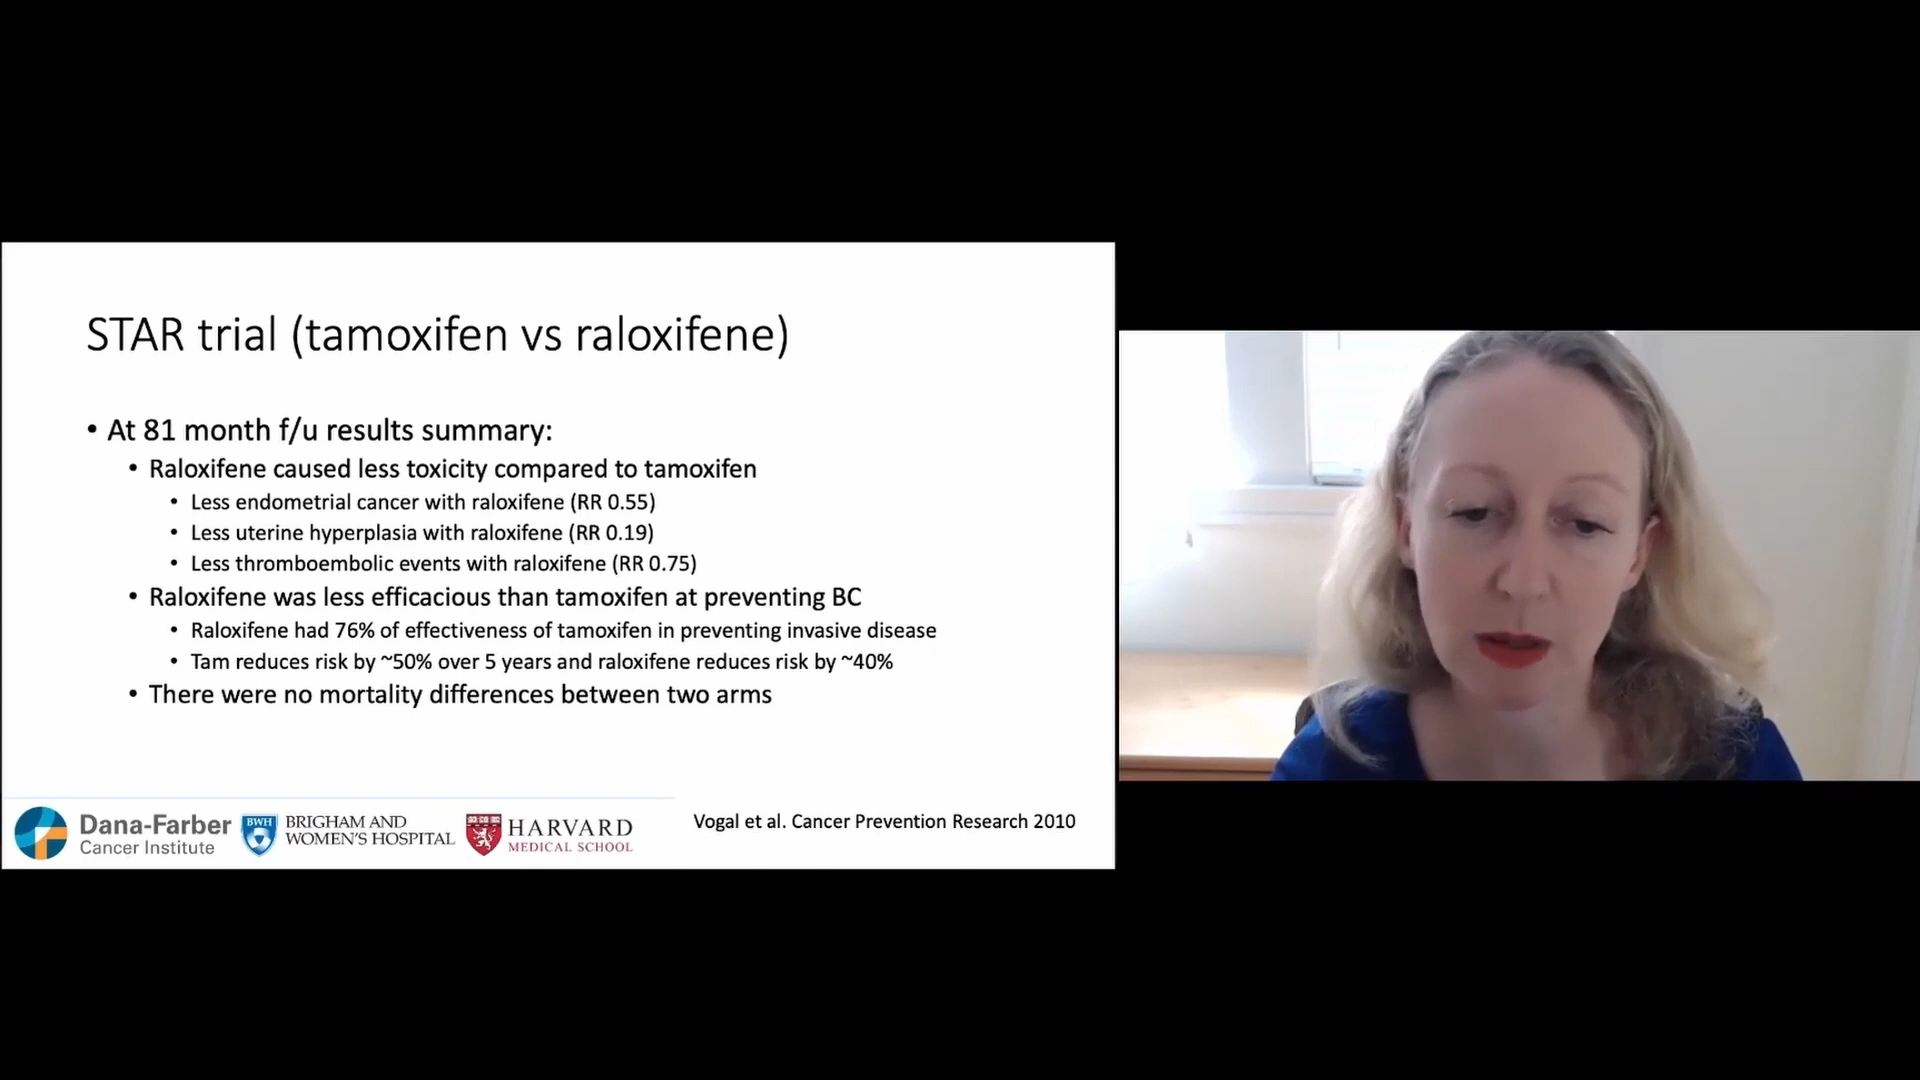 STAR trial (tamoxifen vs raloxifene)
• At 81 month f/u results summary:
• Raloxifene caused less toxicity compared to tamoxifen
• Less endometrial cancer with raloxifene (RR 0.55)
• Less uterine hyperplasia with raloxifene (RR 0.19)
• Less thromboembolic events with raloxifene (RR 0.75)
• Raloxifene was less efficacious than tamoxifen at preventing BC
• Raloxifene had 76% of effectiveness of tamoxifen in preventing invasive disease
• Tam reduces risk by ~50% over 5 years and raloxifene reduces risk by ~40%
• There were no mortality differences between two arms
Dana-Farber
Cancer Institute
BWH
BRIGHAM AND
WOMEN'S HOSPITAL
HARVARD
MEDICAL SCHOOL
Vogal et al. Cancer Prevention Research 2010